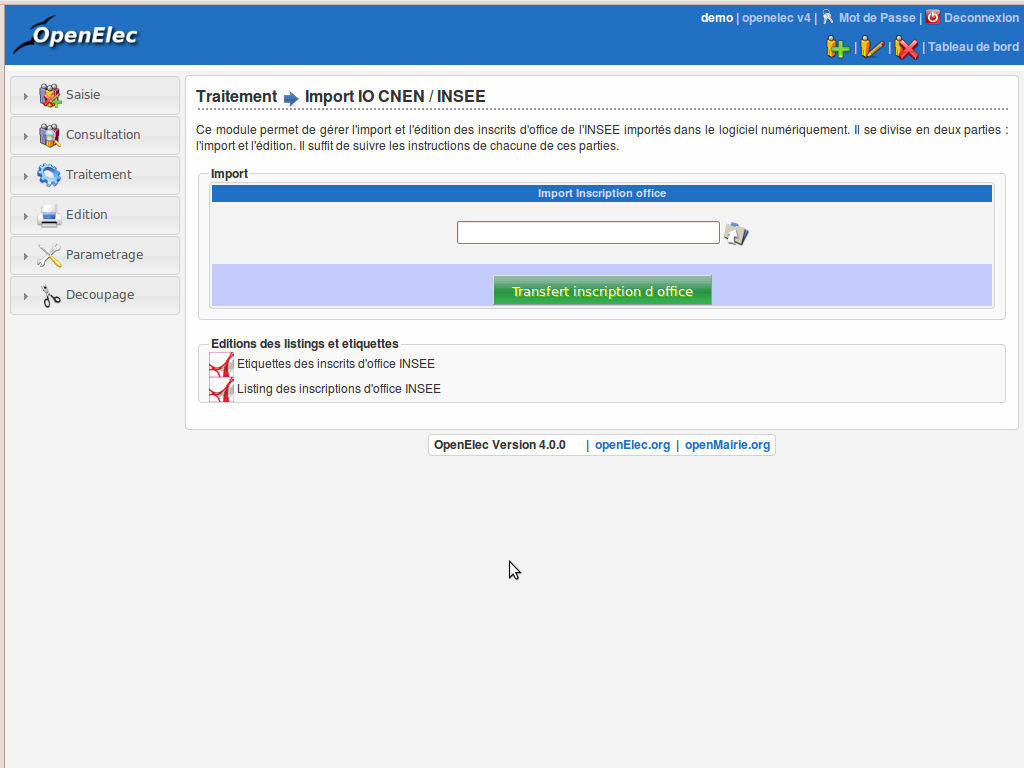 OpenElec
demo | openelec v4 | Mot de Passe | Deconnexion
| | | Tableau de bord
Saisie
Consultation
Traitement
Edition
Parametrage
Decoupage
Traitement Import IO CNEN / INSEE
Ce module permet de gérer l'import et l'édition des inscrits d'office de l'INSEE importés dans le logiciel numériquement. Il se divise en deux parties :
l'import et l'édition. Il suffit de suivre les instructions de chacune de ces parties.
Import
Import Inscription office
Transfert inscription d office
Editions des listings et etiquettes
Etiquettes des inscrits d'office INSEE
Listing des inscriptions d'office INSEE
OpenElec Version 4.0.0 | openElec.org | openMairie.org